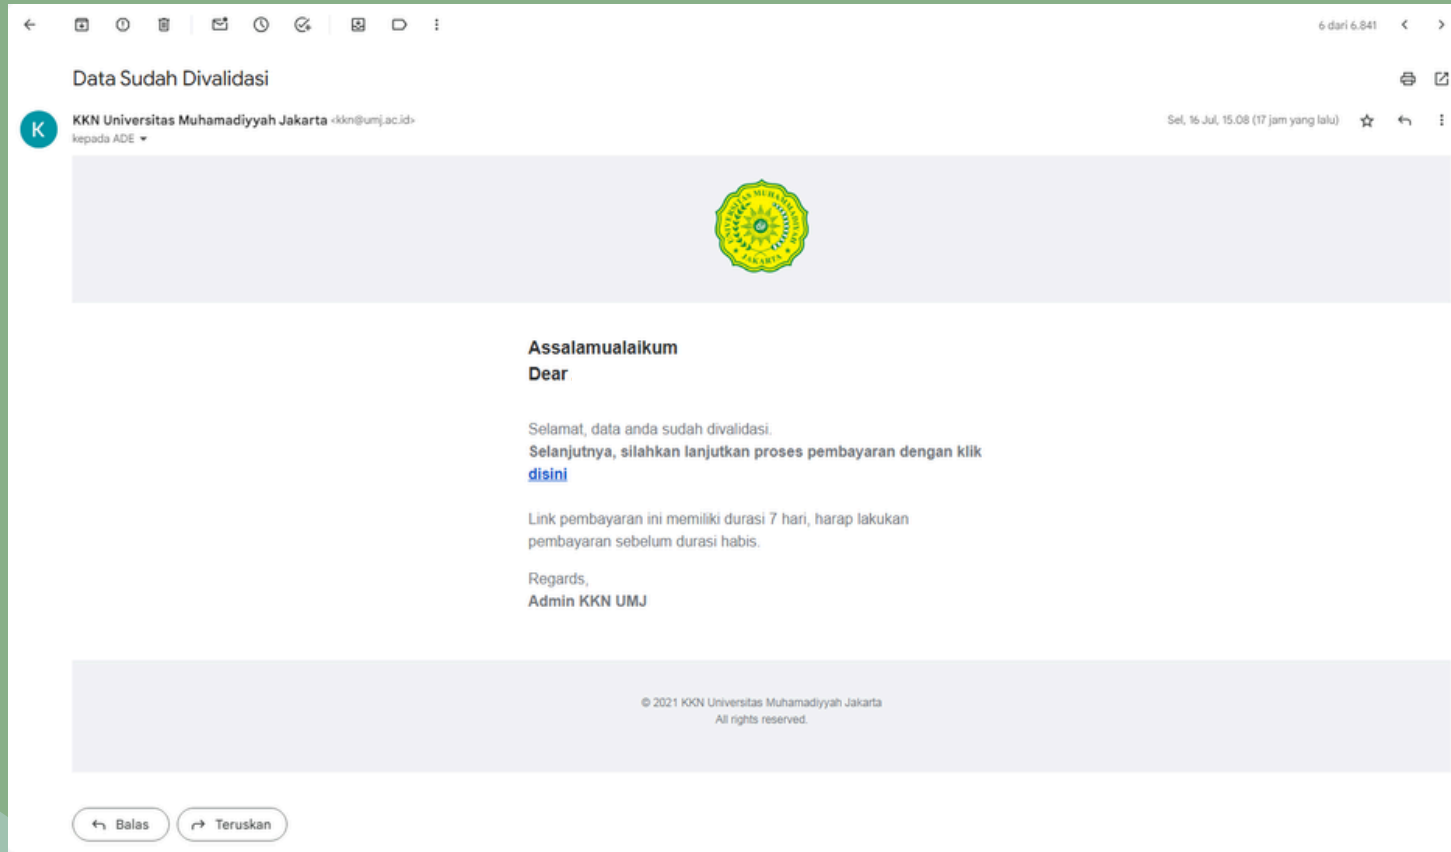 6 dari 6.841
Data Sudah Divalidasi
K
KKN Universitas Muhamadiyyah Jakarta <kkn@umj.ac.id>
Sel, 16 Jul, 15.08 (17 jam yang lalu)
kepada ADE
UNIVERSITAS MUHAMMADIYAH
JAKARTA
Assalamualaikum
Dear
Selamat, data anda sudah divalidasi.
Selanjutnya, silahkan lanjutkan proses pembayaran dengan klik
disini
Link pembayaran ini memiliki durasi 7 hari, harap lakukan
pembayaran sebelum durasi habis.
Regards,
Admin KKN UMJ
© 2021 KKN Universitas Muhamadiyyah Jakarta
All rights reserved.
Balas
Teruskan